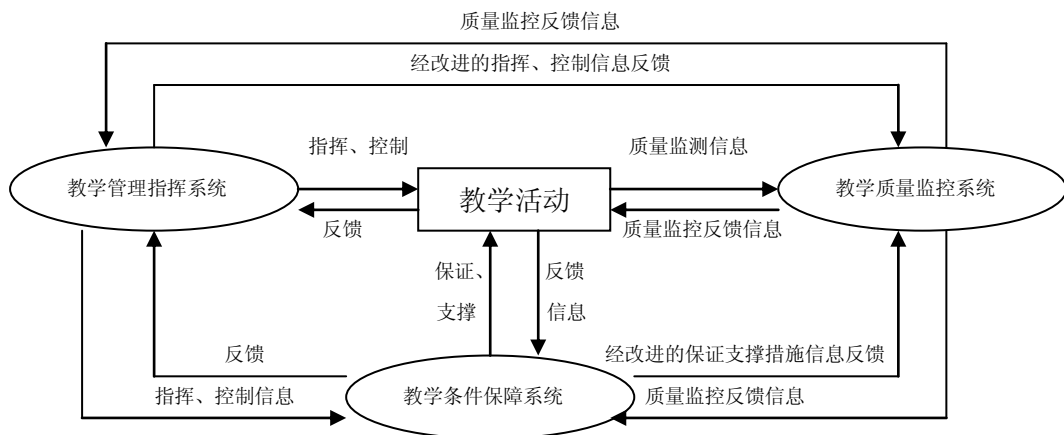 质量监控反馈信息
经改进的指挥、控制信息反馈
指挥、控制
质量监测信息
教学管理指挥系统
教学活动
教学质量监控系统
反馈
质量监控反馈信息
保证、
支撑
反馈
信息
反馈
经改进的保证支撑措施信息反馈
指挥、控制信息
教学条件保障系统
质量监控反馈信息